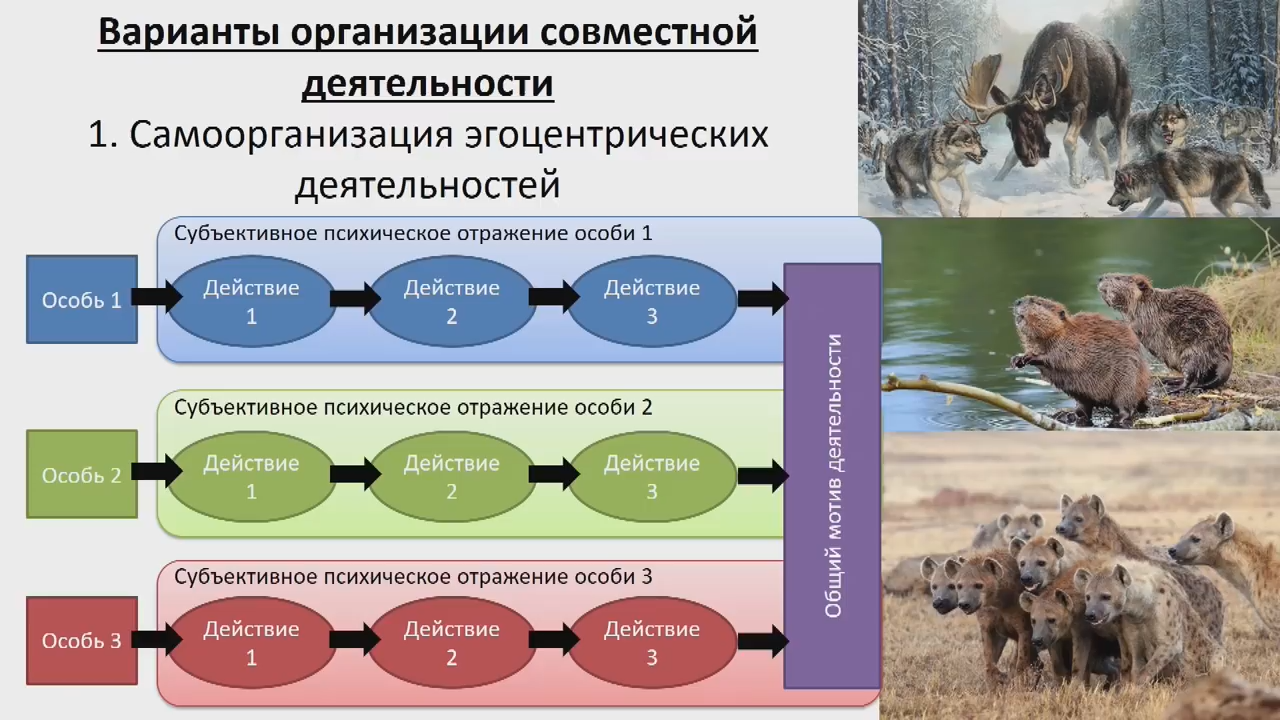 Варианты организации совместной
деятельности
1. Самоорганизация эгоцентрических
деятельностей
Субъективное психическое отражение особи 1
Особь 1
Действие
1
Действие
2
Действие
3
Субъективное психическое отражение особи 2
Особь 2
Действие
1
Действие
2
Действие
3
Субъективное психическое отражение особи 3
Особь 3
Действие
1
Действие
2
Действие
3
Общий мотив деятельности